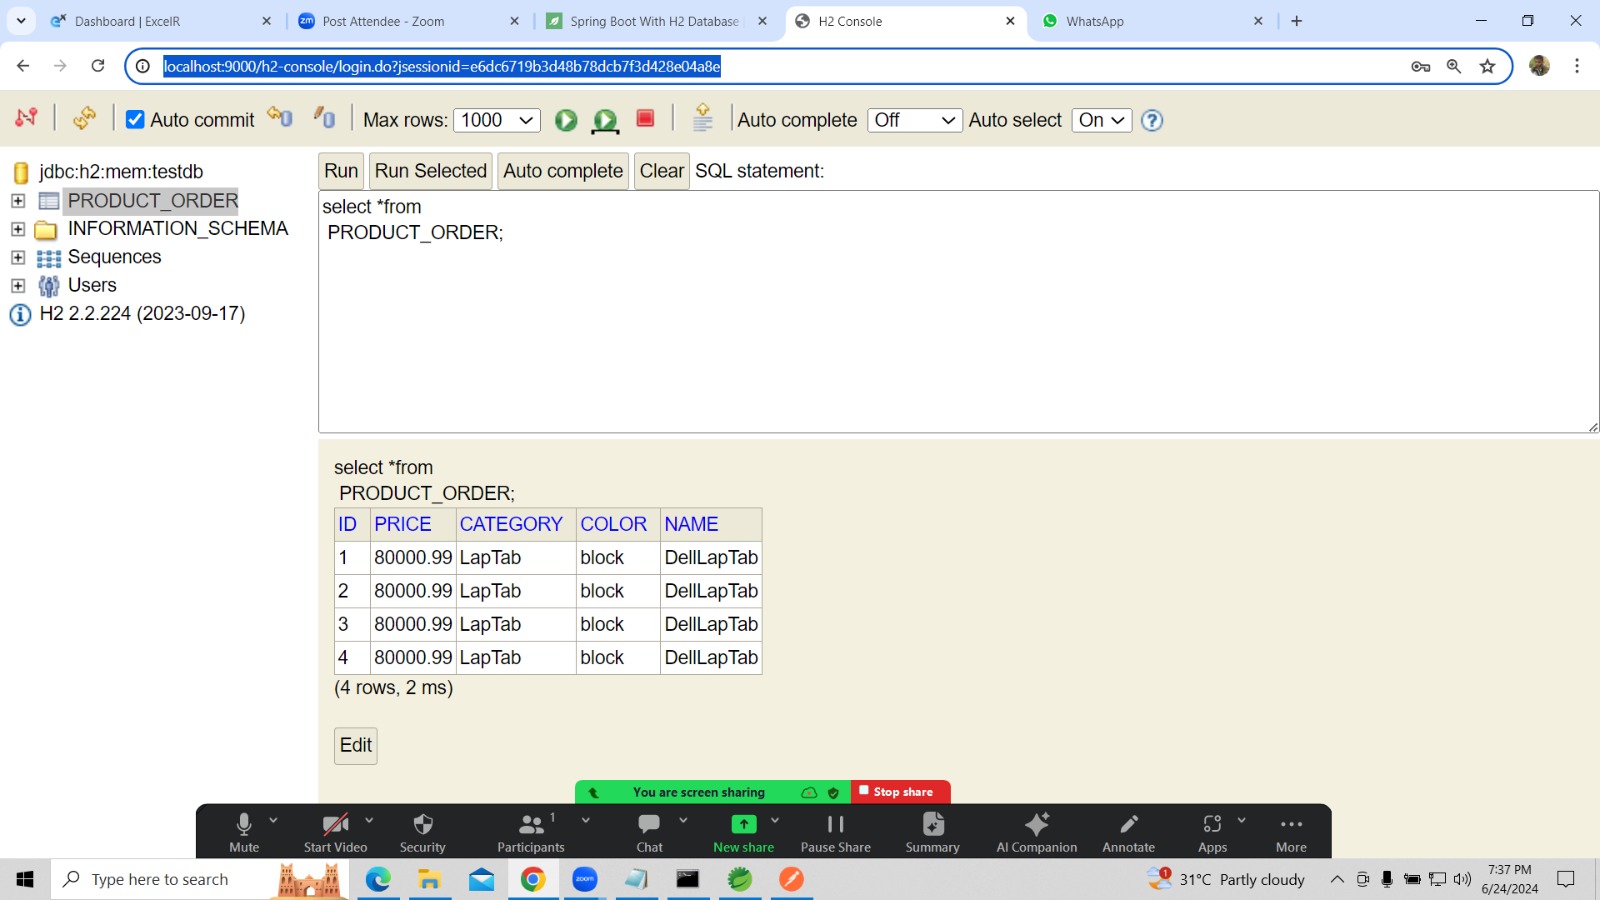 Dashboard | ExcelR
zm Post Attendee - Zoom
Spring Boot With H2 Database
H2 Console
WhatsApp
localhost:9000/h2-console/login.do?jsessionid=e6dc6719b3d48b78dcb7f3d428e04a8e
Auto commit
Max rows: 1000
Auto complete Off
Auto select On
jdbc:h2:mem:testdb
PRODUCT_ORDER
INFORMATION_SCHEMA
Sequences
Users
H2 2.2.224 (2023-09-17)
Run Run Selected Auto complete Clear SQL statement:
select *from
PRODUCT_ORDER;
select *from
PRODUCT_ORDER;
ID PRICE CATEGORY COLOR NAME
1 80000.99 LapTab block DellLapTab
2 80000.99 LapTab block DellLapTab
3 80000.99 LapTab block DellLapTab
4 80000.99 LapTab block DellLapTab
(4 rows, 2 ms)
Edit
You are screen sharing Stop share
1
Mute Start Video Security Participants Chat New share Pause Share Summary AI Companion Annotate Apps More
Type here to search
zoom
1
31°C Partly cloudy
7:37 PM
6/24/2024